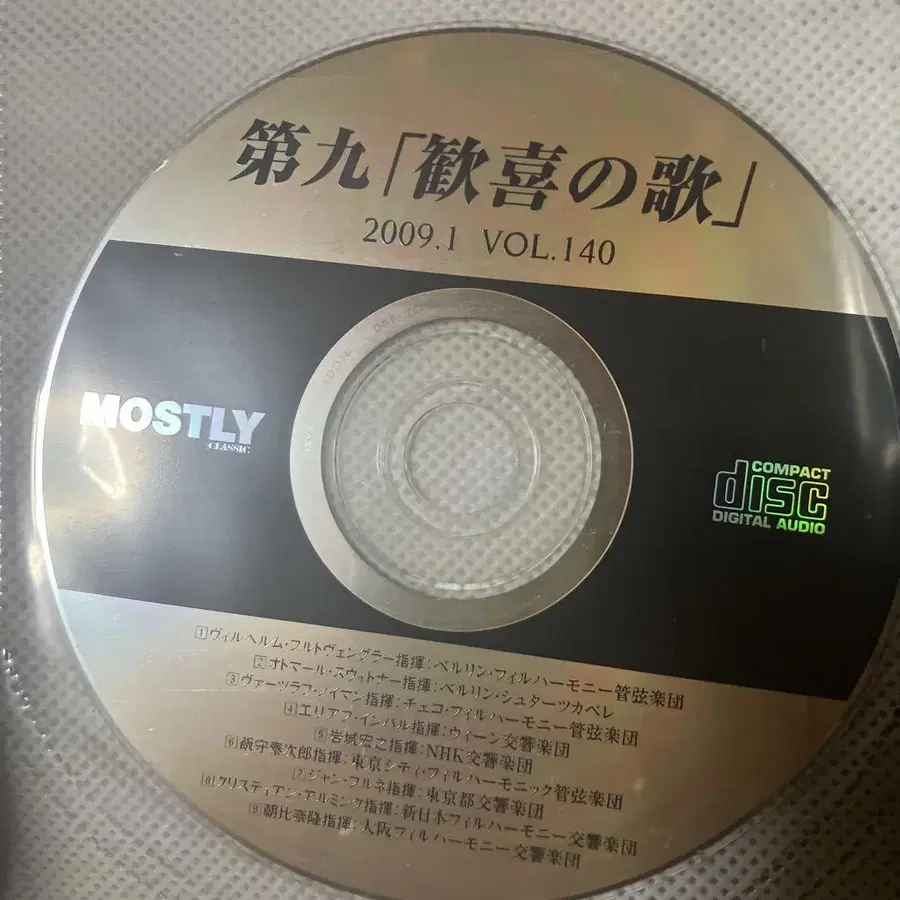 第九「歓喜の歌」
2009.1 VOL.140
MOSTLY
CLASSIC
COMPACT
disc
DIGITAL AUDIO
1 ヴィルヘルム・フルトヴェングラー指揮：ベルリン・フィルハーモニー管弦楽団
2 オトマール・スウィトナー指揮：ベルリン・シュターツカペレ
3 ヴァーツラフ・ノイマン指揮：チェコ・フィルハーモニー管弦楽団
4 エリアフ・インバル指揮：ウィーン交響楽団
5 岩城宏之指揮：NHK交響楽団
6 飯守泰次郎指揮：東京シティ・フィルハーモニック管弦楽団
7 ジャン・フルネ指揮：東京都交響楽団
8 クリスティアン・アルミンク指揮：新日本フィルハーモニー交響楽団
9 朝比奈隆指揮：大阪フィルハーモニー交響楽団